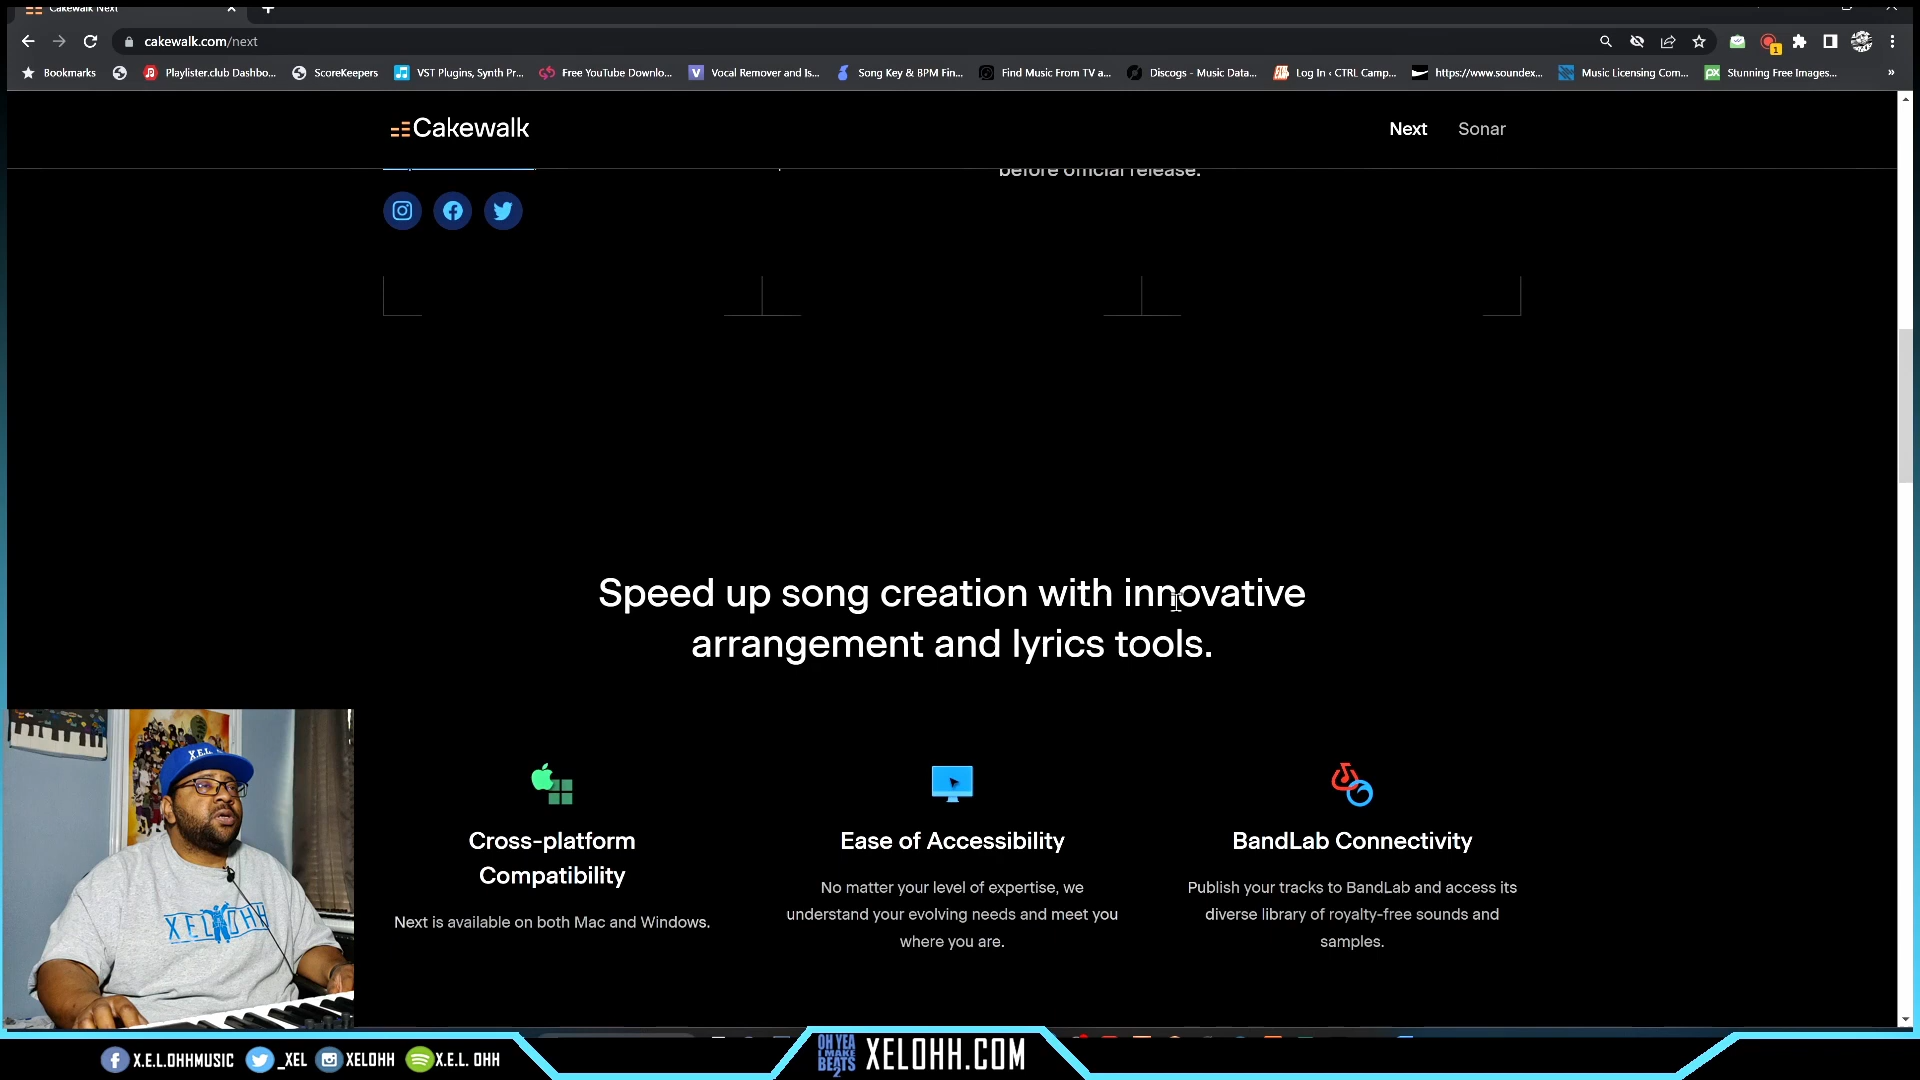 Cakewalk Next
cakewalk.com/next
1
Bookmarks
Playlister.club Dashbo...
ScoreKeepers
VST Plugins, Synth Pr...
Free YouTube Downlo...
Vocal Remover and Is...
Song Key & BPM Fin...
Find Music From TV a...
Discogs - Music Data...
Log In ‹ CTRL Camp...
https://www.soundex...
Music Licensing Com...
Stunning Free Images...
Cakewalk
Next
Sonar
before official release.
Speed up song creation with innovative
arrangement and lyrics tools.
Cross-platform
Compatibility
Next is available on both Mac and Windows.
Ease of Accessibility
No matter your level of expertise, we
understand your evolving needs and meet you
where you are.
BandLab Connectivity
Publish your tracks to BandLab and access its
diverse library of royalty-free sounds and
samples.
X.E.L.
XEL OHH
X.E.L.OHHMUSIC
_XEL
XELOHH
X.E.L. OHH
OH YEA
I MAKE
BEATS
2
XELOHH.COM